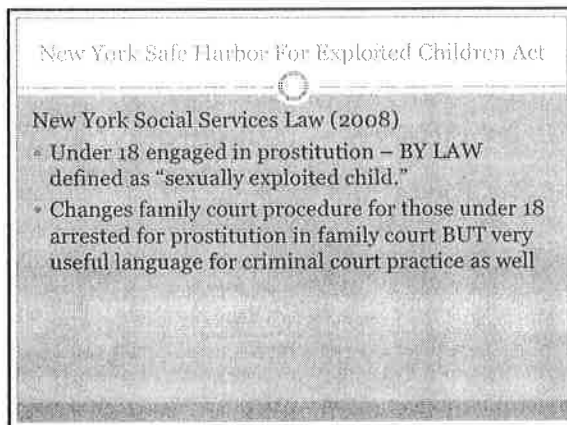 New York Safe Harbor For Exploited Children Act
New York Social Services Law (2008)
• Under 18 engaged in prostitution – BY LAW
defined as “sexually exploited child.”
• Changes family court procedure for those under 18
arrested for prostitution in family court BUT very
useful language for criminal court practice as well